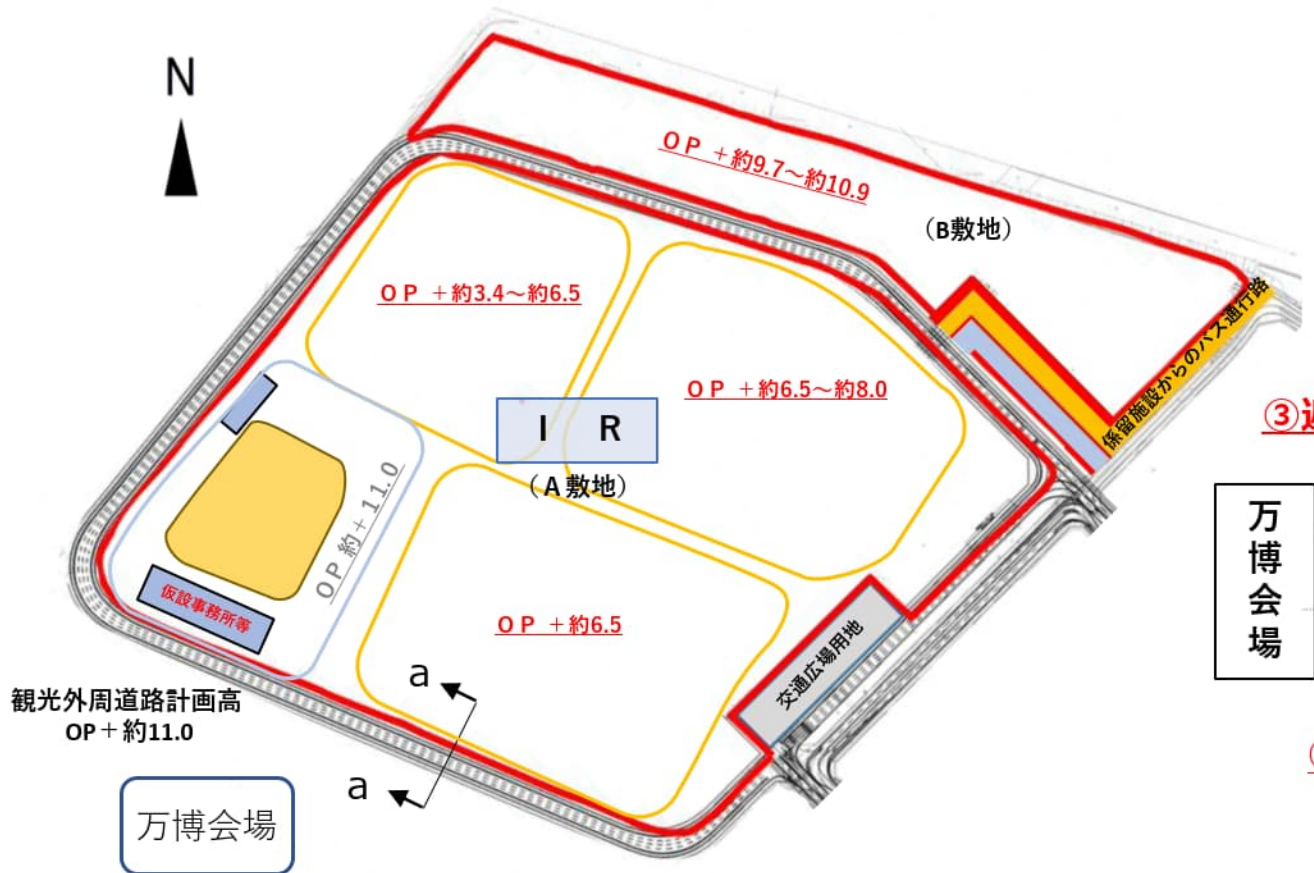 N
ＯＰ ＋約9.7～約10.9
（B敷地）
ＯＰ ＋約3.4～約6.5
ＯＰ ＋約6.5～約8.0
係留施設からのバス通行路
ＩＲ
（Ａ敷地）
ＯＰ約＋11.0
仮設事務所等
ＯＰ ＋約6.5
交通広場用地
観光外周道路計画高
OP＋約11.0
a
a
万博会場
③
万博会場